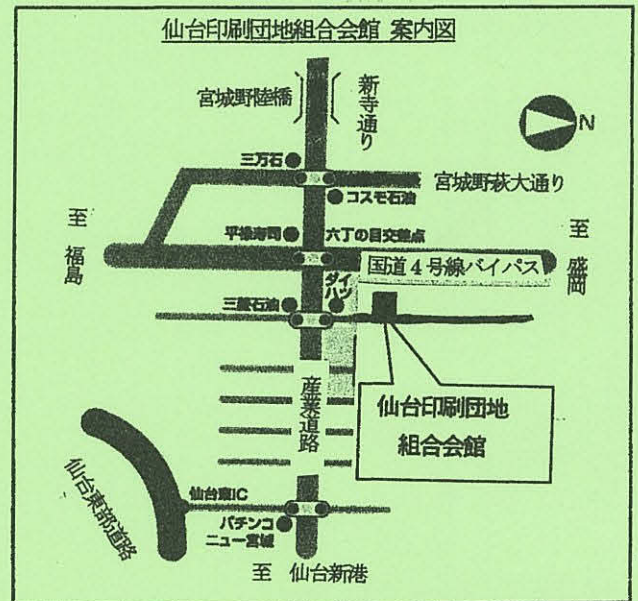 仙台印刷団地組合会館 案内図
宮城野陸橋
新寺通り
N
三万石
宮城野萩大通り
コスモ石油
至 福島
平禄寿司
六丁の目交差点
至 盛岡
国道4号線バイパス
ダイ
ハツ
三菱石油
産業道路
仙台印刷団地
組合会館
仙台東部道路
仙台東IC
パチンコ
ニュー宮城
至 仙台新港